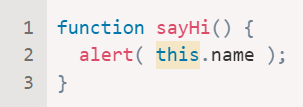 1 function sayHi() {
2   alert( this.name );
3 }